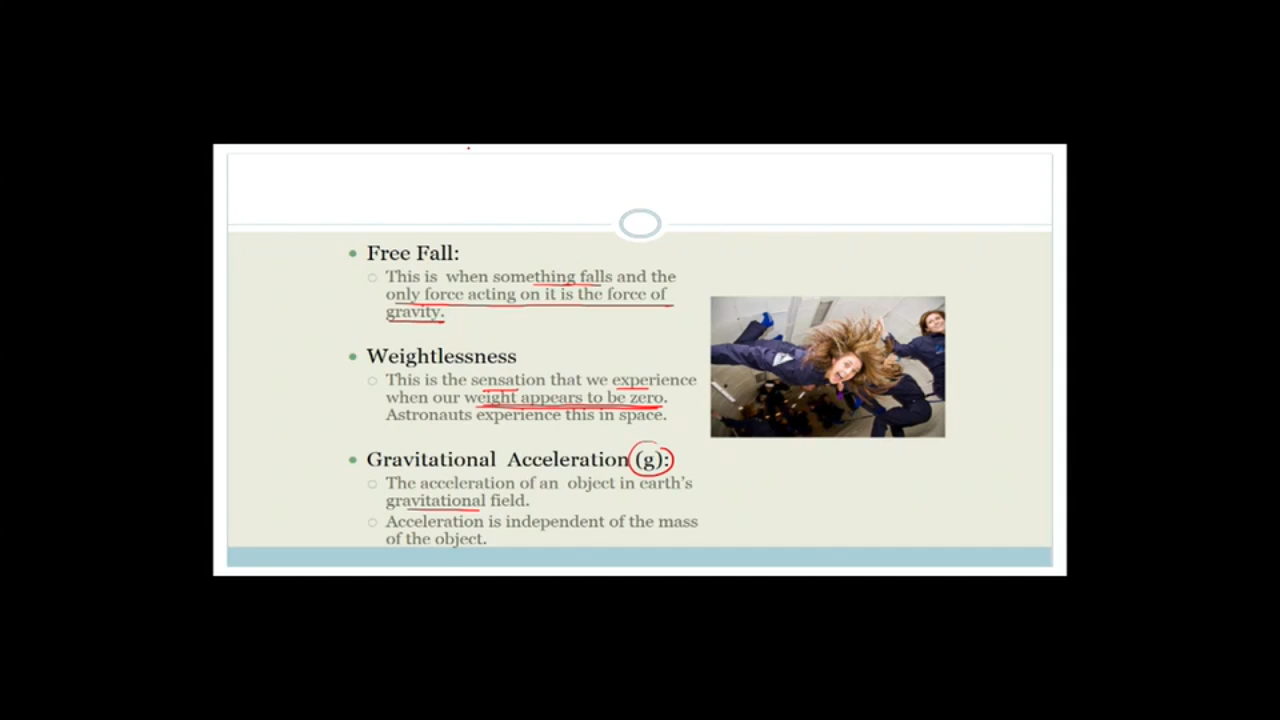 Free Fall:
This is when something falls and the
only force acting on it is the force of
gravity.
Weightlessness
This is the sensation that we experience
when our weight appears to be zero.
Astronauts experience this in space.
Gravitational Acceleration (g):
The acceleration of an object in earth's
gravitational field.
Acceleration is independent of the mass
of the object.